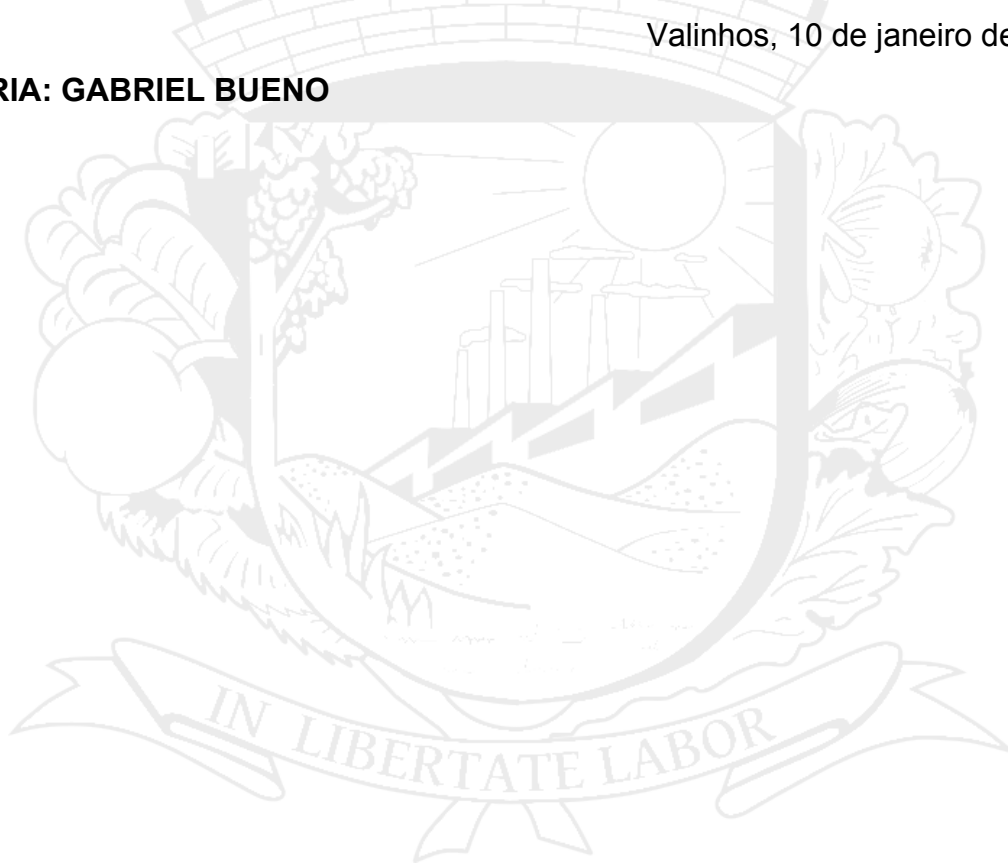 Valinhos, 10 de janeiro de
RIA: GABRIEL BUENO
IN LIBERTATE LABOR